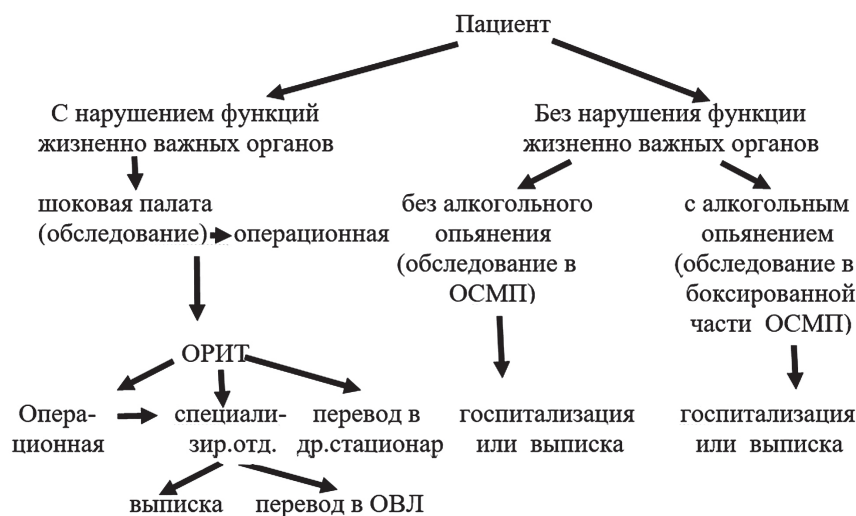 Пациент
С нарушением функций
жизненно важных органов
Без нарушения функции
жизненно важных органов
шоковая палата
(обследование)
операционная
без алкогольного
опьянения
(обследование в
ОСМП)
с алкогольным
опьянением
(обследование в
боксированной
части ОСМП)
ОРИТ
Опера-
ционная
специали-
зир.отд.
перевод в
др.стационар
госпитализация
или выписка
госпитализация
или выписка
выписка
перевод в ОВЛ